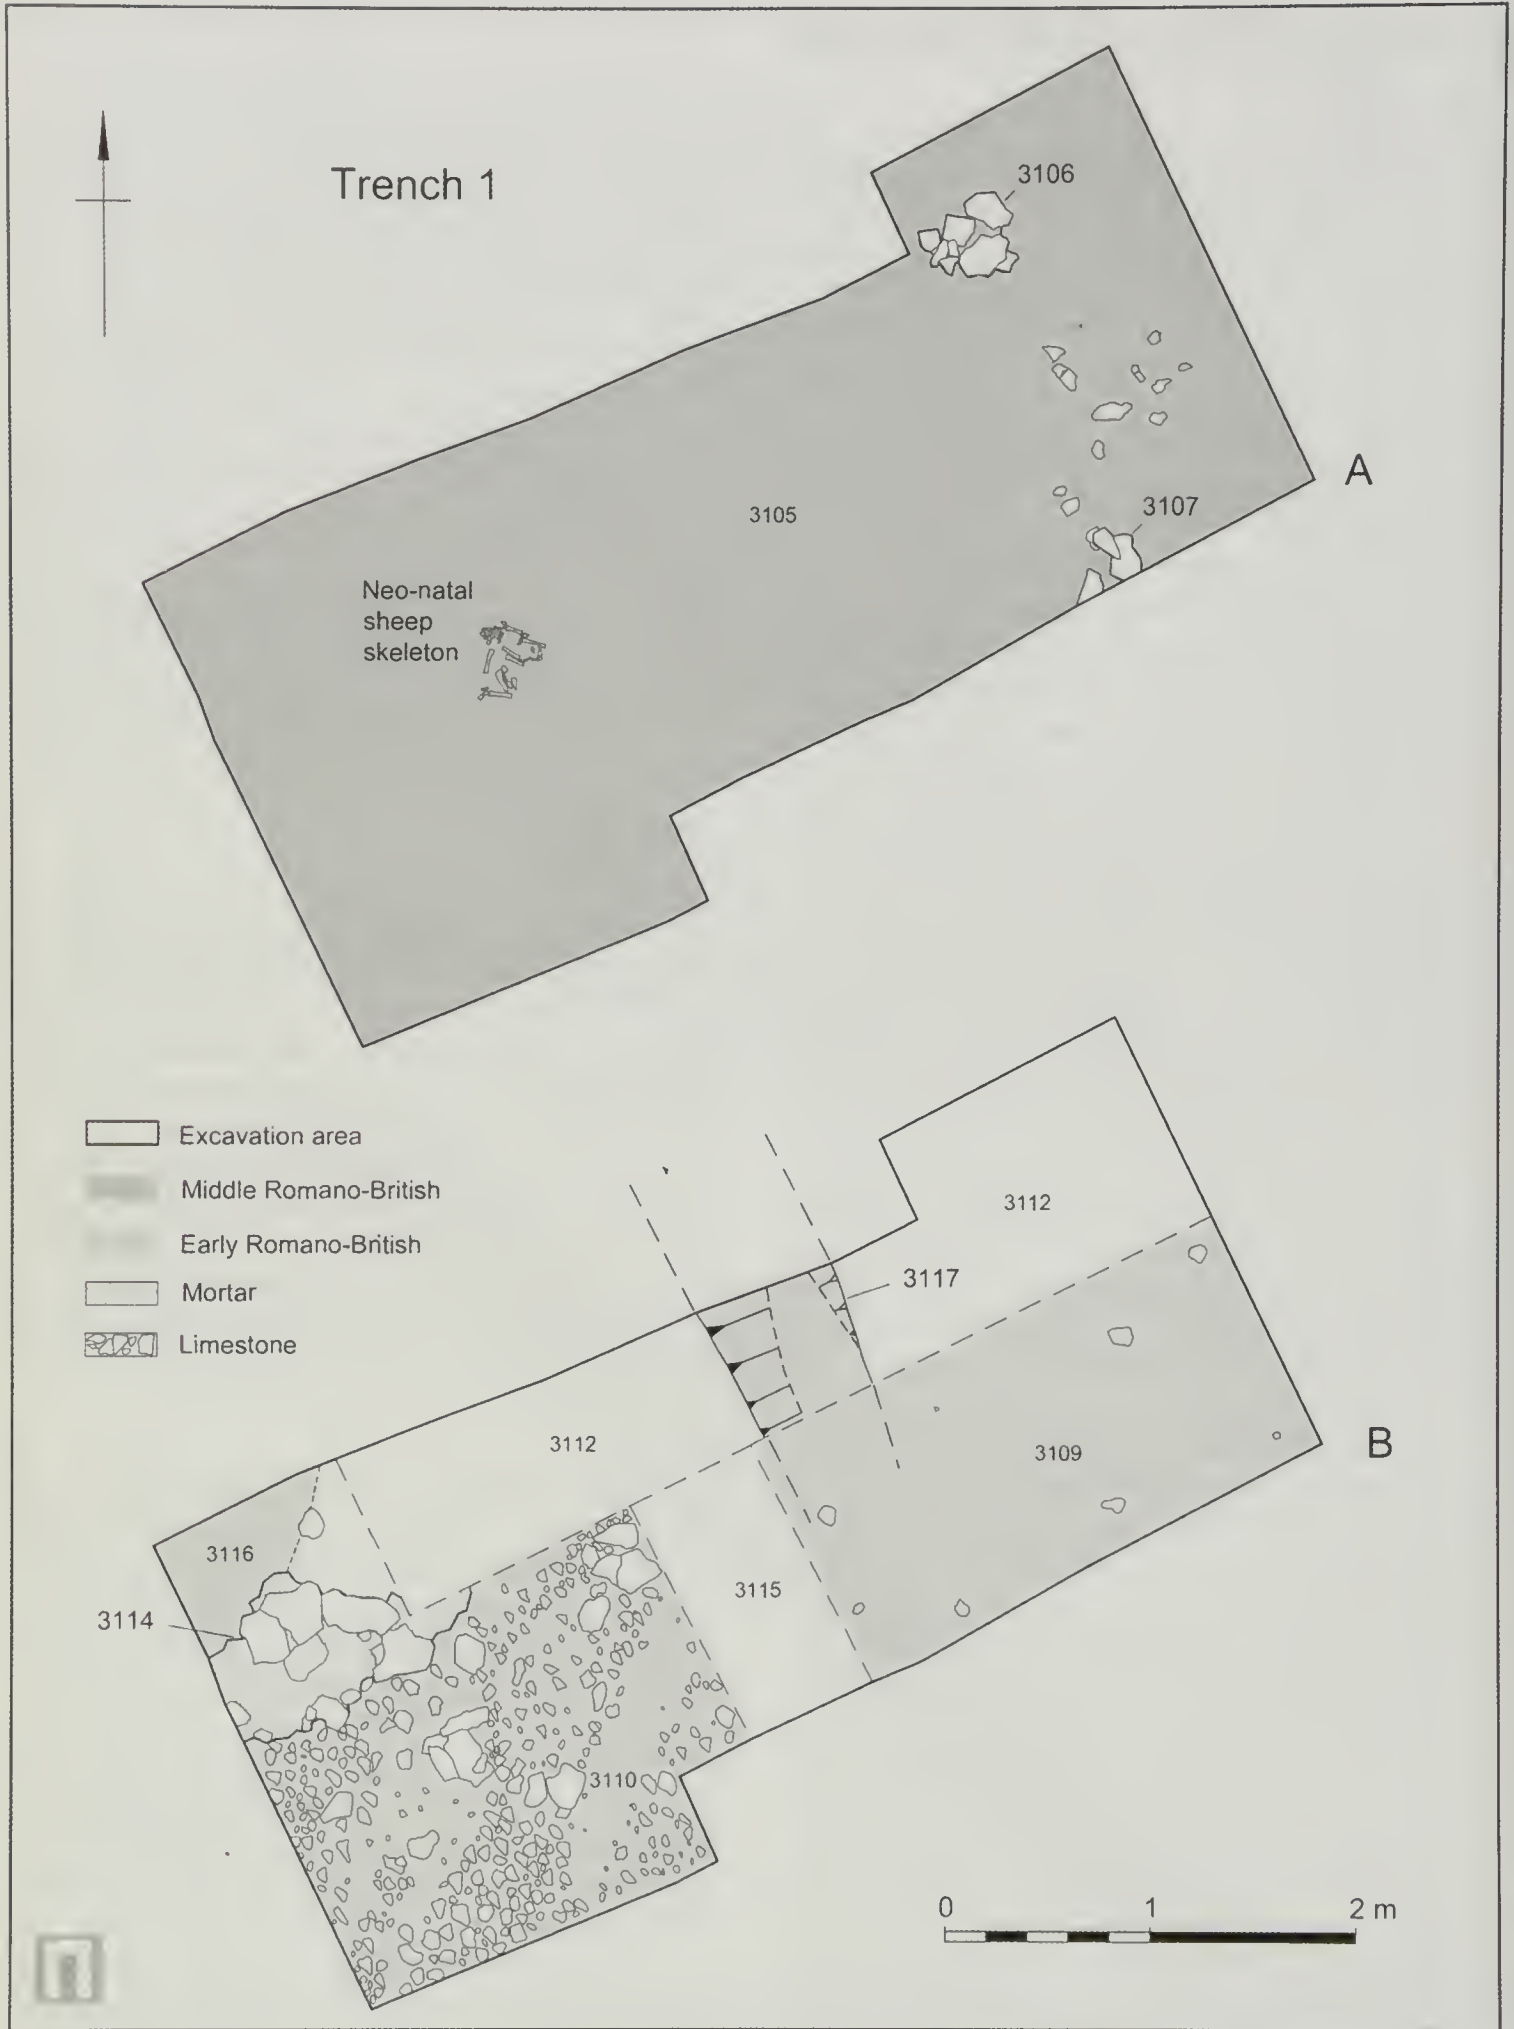 Trench 1
3106
A
3105
3107
Neo-natal
sheep
skeleton
Excavation area
Middle Romano-British
Early Romano-British
Mortar
Limestone
3112
3117
3112
3109
B
3116
3115
3114
3110
0 1 2 m